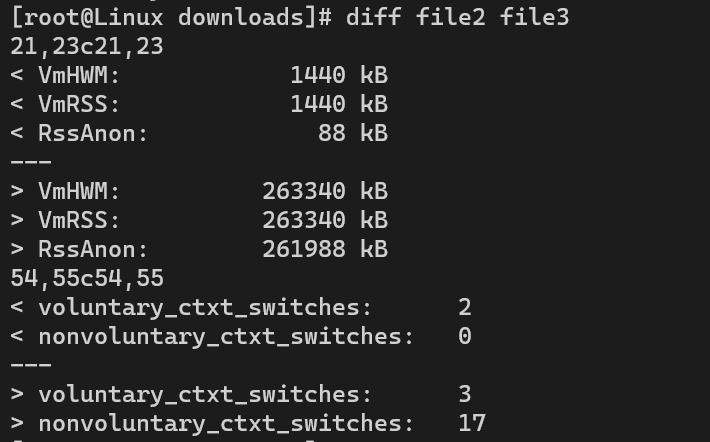 [root@Linux downloads]# diff file2 file3
21,23c21,23
< VmHWM:            1440 kB
< VmRSS:            1440 kB
< RssAnon:            88 kB
---
> VmHWM:          263340 kB
> VmRSS:          263340 kB
> RssAnon:        261988 kB
54,55c54,55
< voluntary_ctxt_switches:      2
< nonvoluntary_ctxt_switches:   0
---
> voluntary_ctxt_switches:      3
> nonvoluntary_ctxt_switches:   17